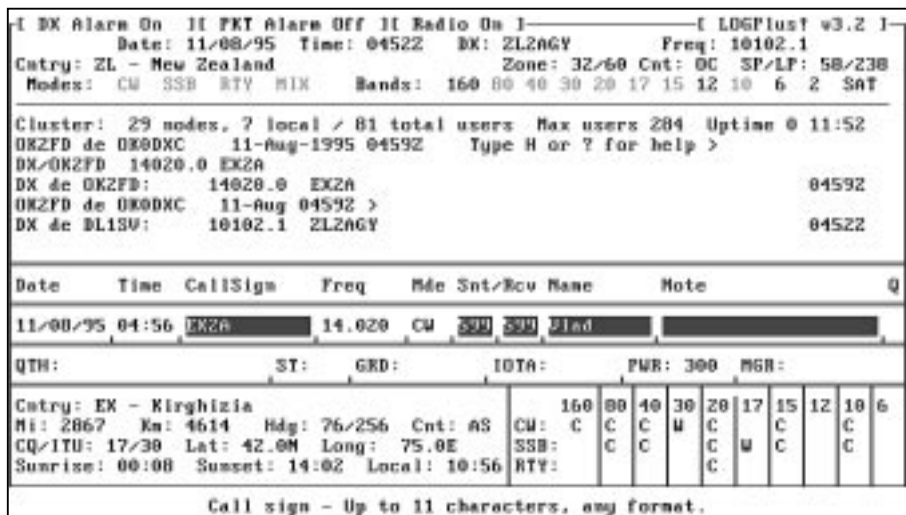 [ DX Alarm On ][ PKT Alarm Off ][ Radio On ] [ LOGPlus! v3.2 ]
Date: 11/08/95 Time: 0452Z DX: ZL2AGY Freq: 10102.1
Cntry: ZL - New Zealand Zone: 32/60 Cnt: OC SP/LP: 58/238
Modes: CW SSB RTY MIX Bands: 160 80 40 30 20 17 15 12 10 6 2 SAT
Cluster: 29 nodes, 7 local / 81 total users Max users 284 Uptime 0 11:52
OK2FD de OK0DXC 11-Aug-1995 0459Z Type H or ? for help >
DX/OK2FD 14020.0 EX2A
DX de OK2FD: 14020.0 EX2A 0459Z
OK2FD de OK0DXC 11-Aug 0459Z >
DX de DL1SV: 10102.1 ZL2AGY 0452Z
Date Time CallSign Freq Mde Snt/Rcv Name Note Q
11/08/95 04:56 EX2A 14.020 CW 599 599 Vlad
QTH: ST: GRD: IOTA: PWR: 300 MGR:
Cntry: EX - Kirghizia 160 80 40 30 20 17 15 12 10 6
Mi: 2867 Km: 4614 Hdg: 76/256 Cnt: AS CW: C C C W C C C
CQ/ITU: 17/30 Lat: 42.0N Long: 75.0E SSB: C C C W C C
Sunrise: 00:08 Sunset: 14:02 Local: 10:56 RTY: C
Call sign - Up to 11 characters, any format.